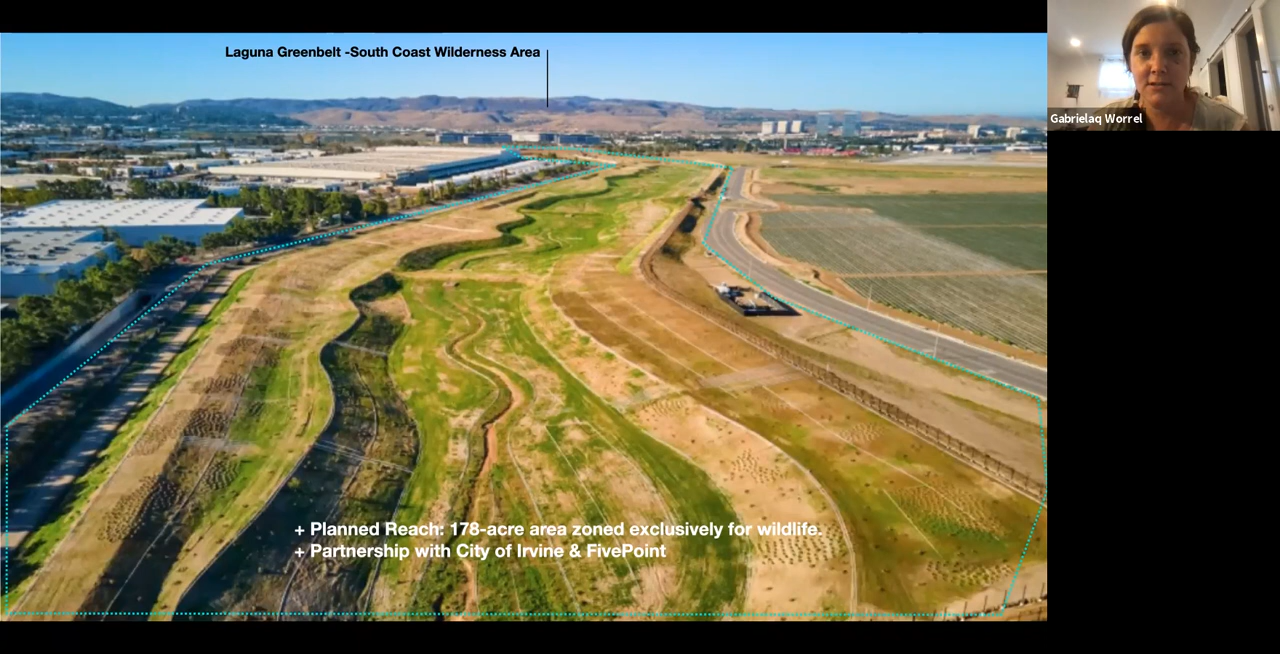 Laguna Greenbelt -South Coast Wilderness Area
Gabrielaq Worrel
+ Planned Reach: 178-acre area zoned exclusively for wildlife.
+ Partnership with City of Irvine & FivePoint